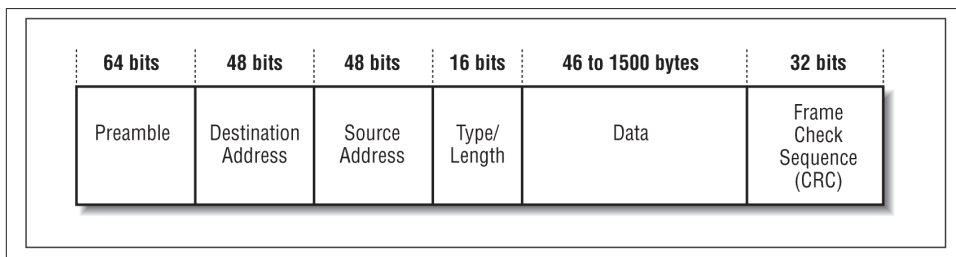 64 bits
48 bits
48 bits
16 bits
46 to 1500 bytes
32 bits
Preamble
Destination
Address
Source
Address
Type/
Length
Data
Frame
Check
Sequence
(CRC)